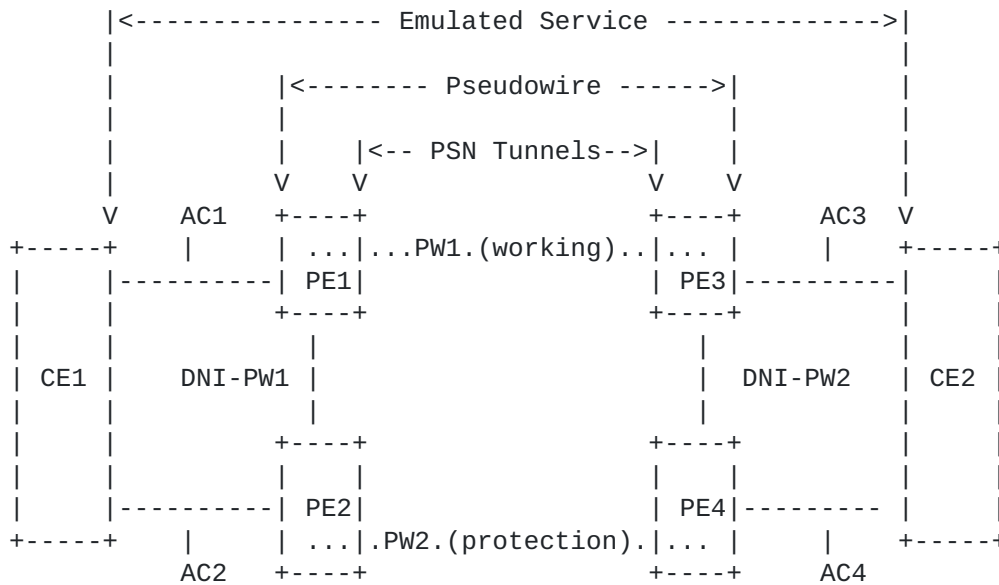 |<---------------- Emulated Service -------------->|
|                                                  |
|          |<-------- Pseudowire ------>|          |
|          |                           |          |
|          |    |<-- PSN Tunnels-->|    |          |
|          V    V                  V    V          |
V    AC1   +----+                  +----+     AC3  V
+-----+    |     | ...|...PW1.(working)..|... |     |    +-----+
|     |----------| PE1|                  | PE3|----------|     |
|     |          +----+                  +----+          |     |
|     |            |                       |             |     |
| CE1 |    DNI-PW1 |                       |  DNI-PW2    | CE2 |
|     |            |                       |             |     |
|     |          +----+                  +----+          |     |
|     |          |    |                  |    |          |     |
|     |----------| PE2|                  | PE4|--------- |     |
+-----+    |     | ...|.PW2.(protection).|... |     |    +-----+
AC2   +----+                  +----+     AC4